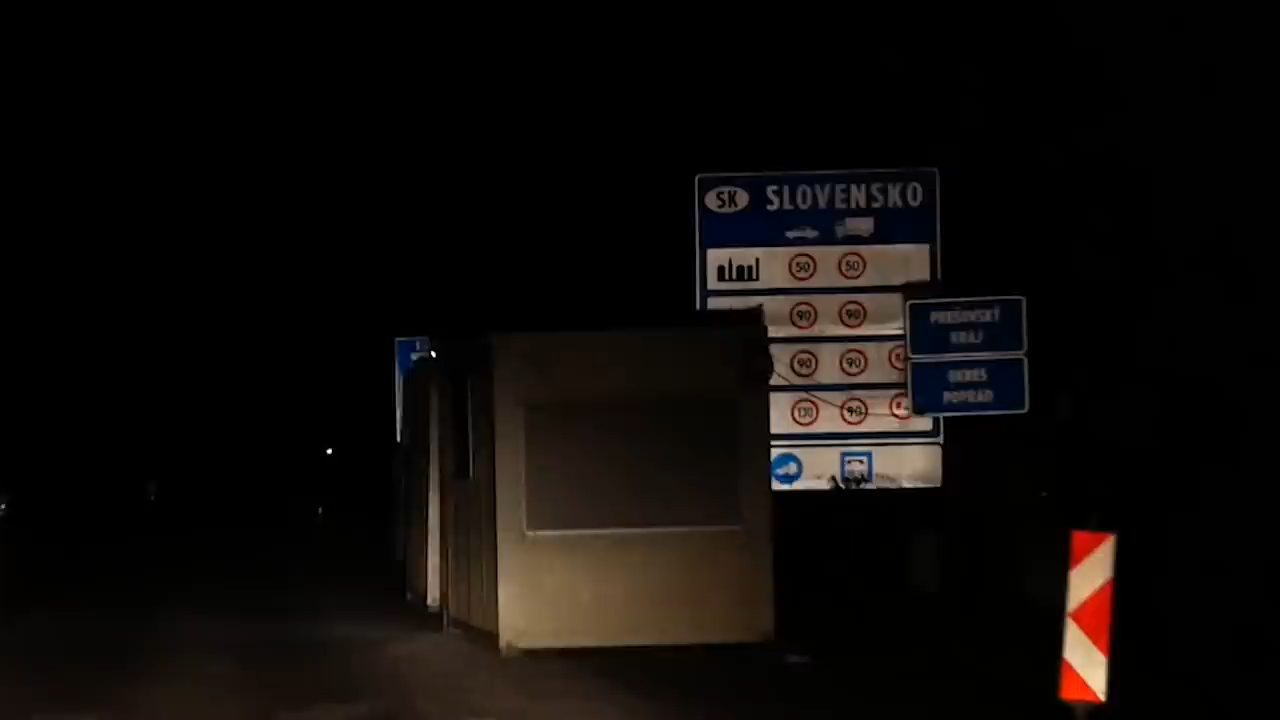 SK SLOVENSKO
50 50
90 90
90 90
130 90
PREŠOVSKÝ
KRAJ
OKRES
POPRAD